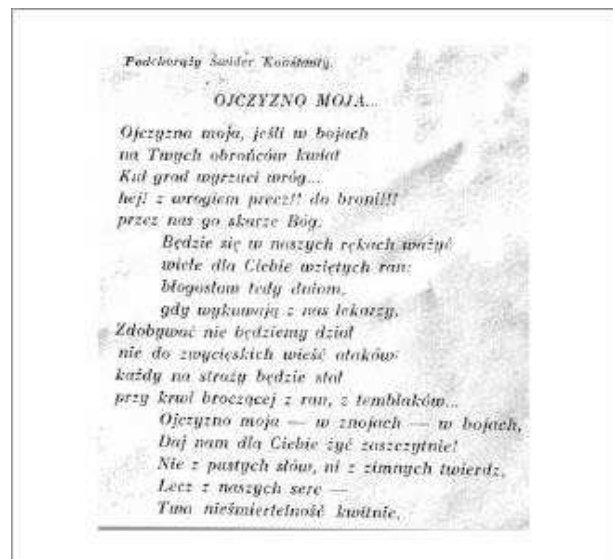 Podchorąży Świder Konstanty.
OJCZYZNO MOJA...
Ojczyzno moja, jeśli w bojach
na Twych obrońców kwiat
Kul grad wyrzuci wróg...
hej! z wrogiem precz!! do broni!!!
przez nas go skarze Bóg.
Będzie się w naszych rękach ważyć
wiele dla Ciebie wziętych ran:
błogosław tedy dniom,
gdy wykuwają z nas lekarzy.
Zdobywać nie będziemy dział
nie do zwycięskich wieść ataków:
każdy na straży będzie stał
przy krwi broczącej z ran, z temblaków...
Ojczyzno moja — w znojach — w bojach,
Daj nam dla Ciebie żyć zaszczytnie!
Nie z pustych słów, ni z zimnych twierdz,
Lecz z naszych serc —
Twa nieśmiertelność kwitnie.